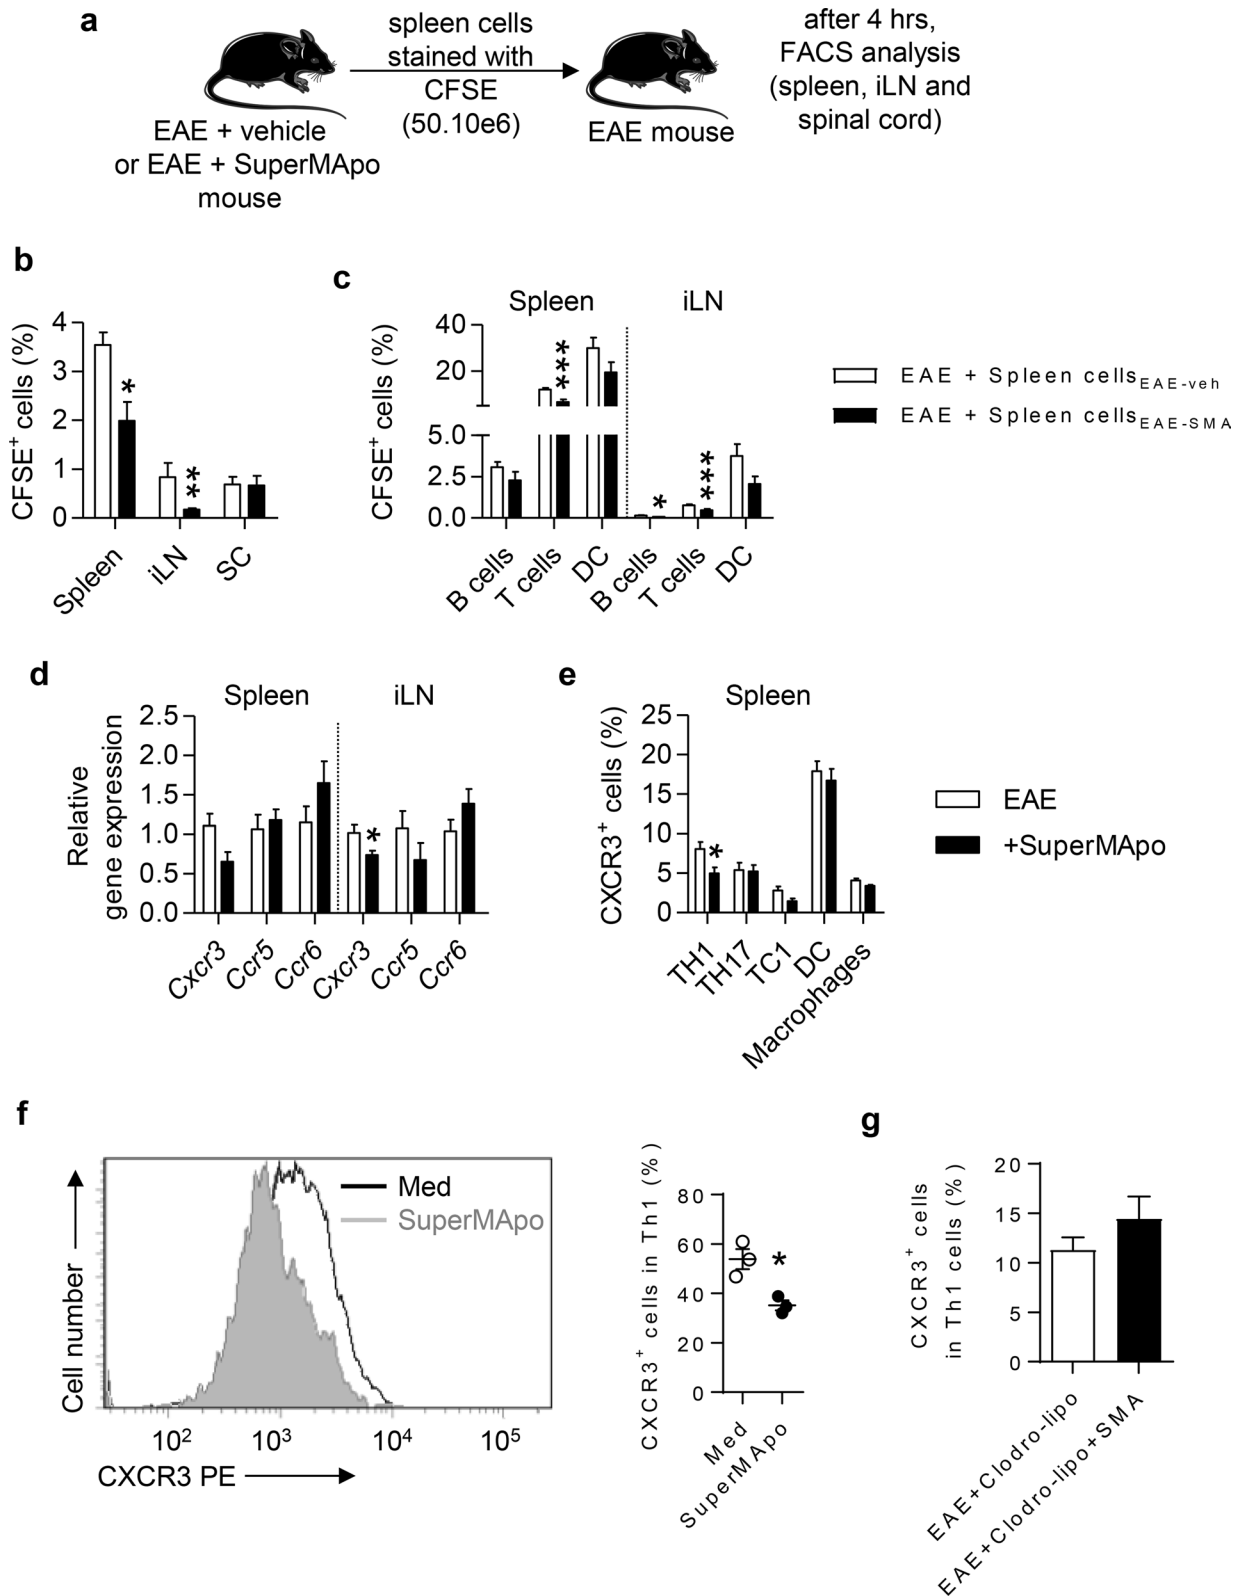 a
spleen cells
stained with
CFSE
(50.10e6)
after 4 hrs,
FACS analysis
(spleen, iLN and
spinal cord)
EAE + vehicle
or EAE + SuperMApo
mouse
EAE mouse
b
CFSE+ cells (%)
4
3
2
1
0
*
**
Spleen
iLN
SC
c
Spleen
iLN
CFSE+ cells (%)
40
20
5.0
2.5
0.0
***
*
***
B cells
T cells
DC
B cells
T cells
DC
EAE + Spleen cells EAE-veh
EAE + Spleen cells EAE-SMA
d
Spleen
iLN
Relative
gene expression
2.5
2.0
1.5
1.0
0.5
0.0
*
Cxcr3
Ccr5
Ccr6
Cxcr3
Ccr5
Ccr6
e
Spleen
CXCR3+ cells (%)
25
20
15
10
5
0
*
TH1
TH17
TC1
DC
Macrophages
EAE
+SuperMApo
f
Cell number
Med
SuperMApo
10²
10³
10⁴
10⁵
CXCR3 PE
CXCR3+ cells in Th1 (%)
80
60
40
20
0
*
Med
SuperMApo
g
CXCR3+ cells
in Th1 cells (%)
20
15
10
5
0
EAE+Clodro-lipo
EAE+Clodro-lipo+SMA